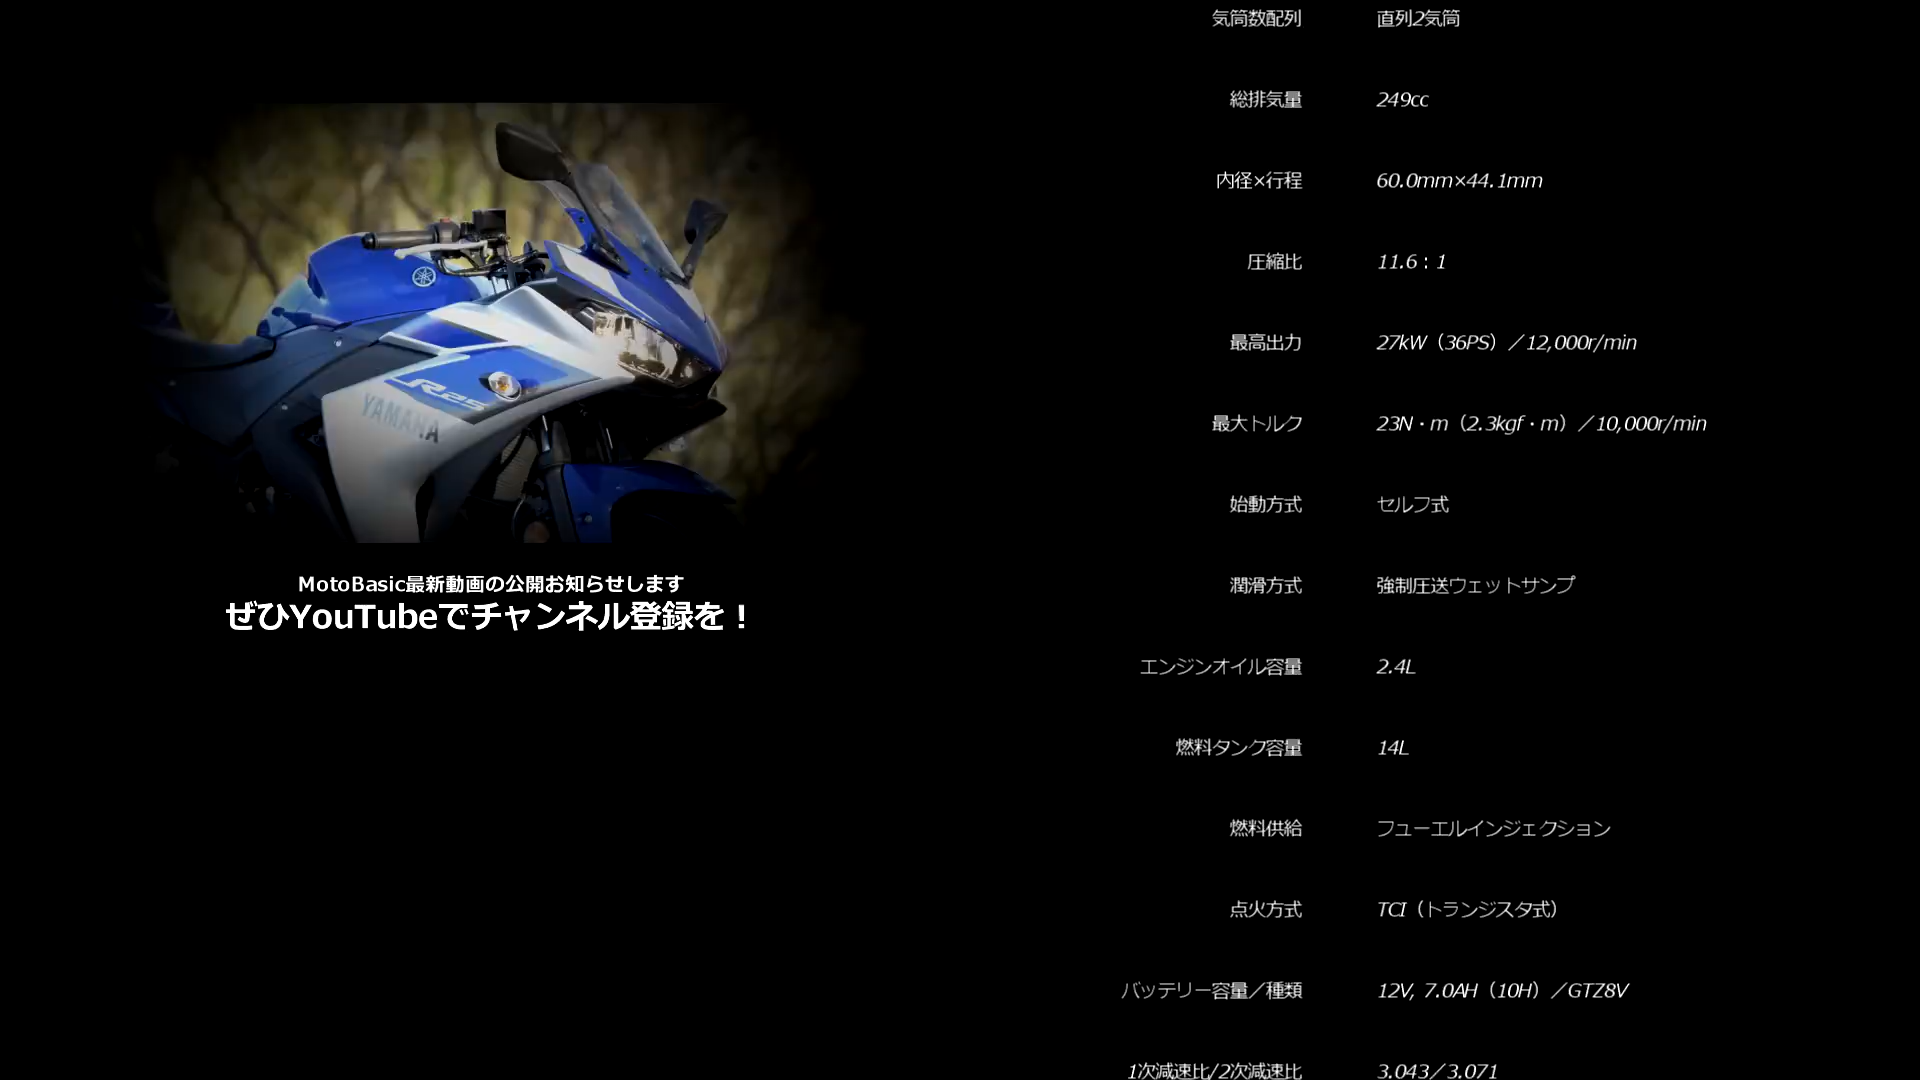 気筒数配列 直列2気筒
総排気量 249cc
内径×行程 60.0mm×44.1mm
圧縮比 11.6：1
最高出力 27kW（36PS）／12,000r/min
最大トルク 23N・m（2.3kgf・m）／10,000r/min
始動方式 セルフ式
潤滑方式 強制圧送ウェットサンプ
エンジンオイル容量 2.4L
燃料タンク容量 14L
燃料供給 フューエルインジェクション
点火方式 TCI（トランジスタ式）
バッテリー容量／種類 12V, 7.0AH（10H）／GTZ8V
1次減速比/2次減速比 3.043／3.071
R25
YAMAHA
MotoBasic最新動画の公開お知らせします
ぜひYouTubeでチャンネル登録を！